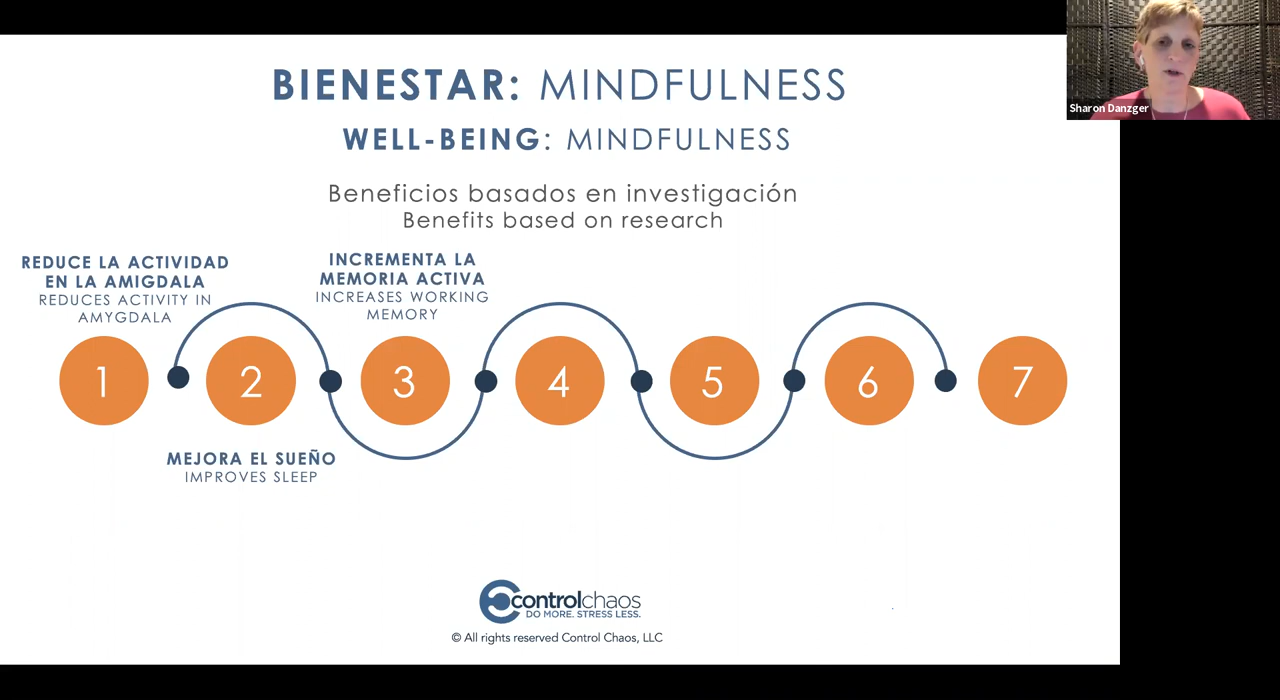 BIENESTAR: MINDFULNESS
WELL-BEING: MINDFULNESS
Beneficios basados en investigación
Benefits based on research
REDUCE LA ACTIVIDAD
EN LA AMIGDALA
REDUCES ACTIVITY IN
AMYGDALA
INCREMENTA LA
MEMORIA ACTIVA
INCREASES WORKING
MEMORY
1
2
3
4
5
6
7
MEJORA EL SUEÑO
IMPROVES SLEEP
controlchaos
DO MORE. STRESS LESS.
© All rights reserved Control Chaos, LLC
Sharon Danzger